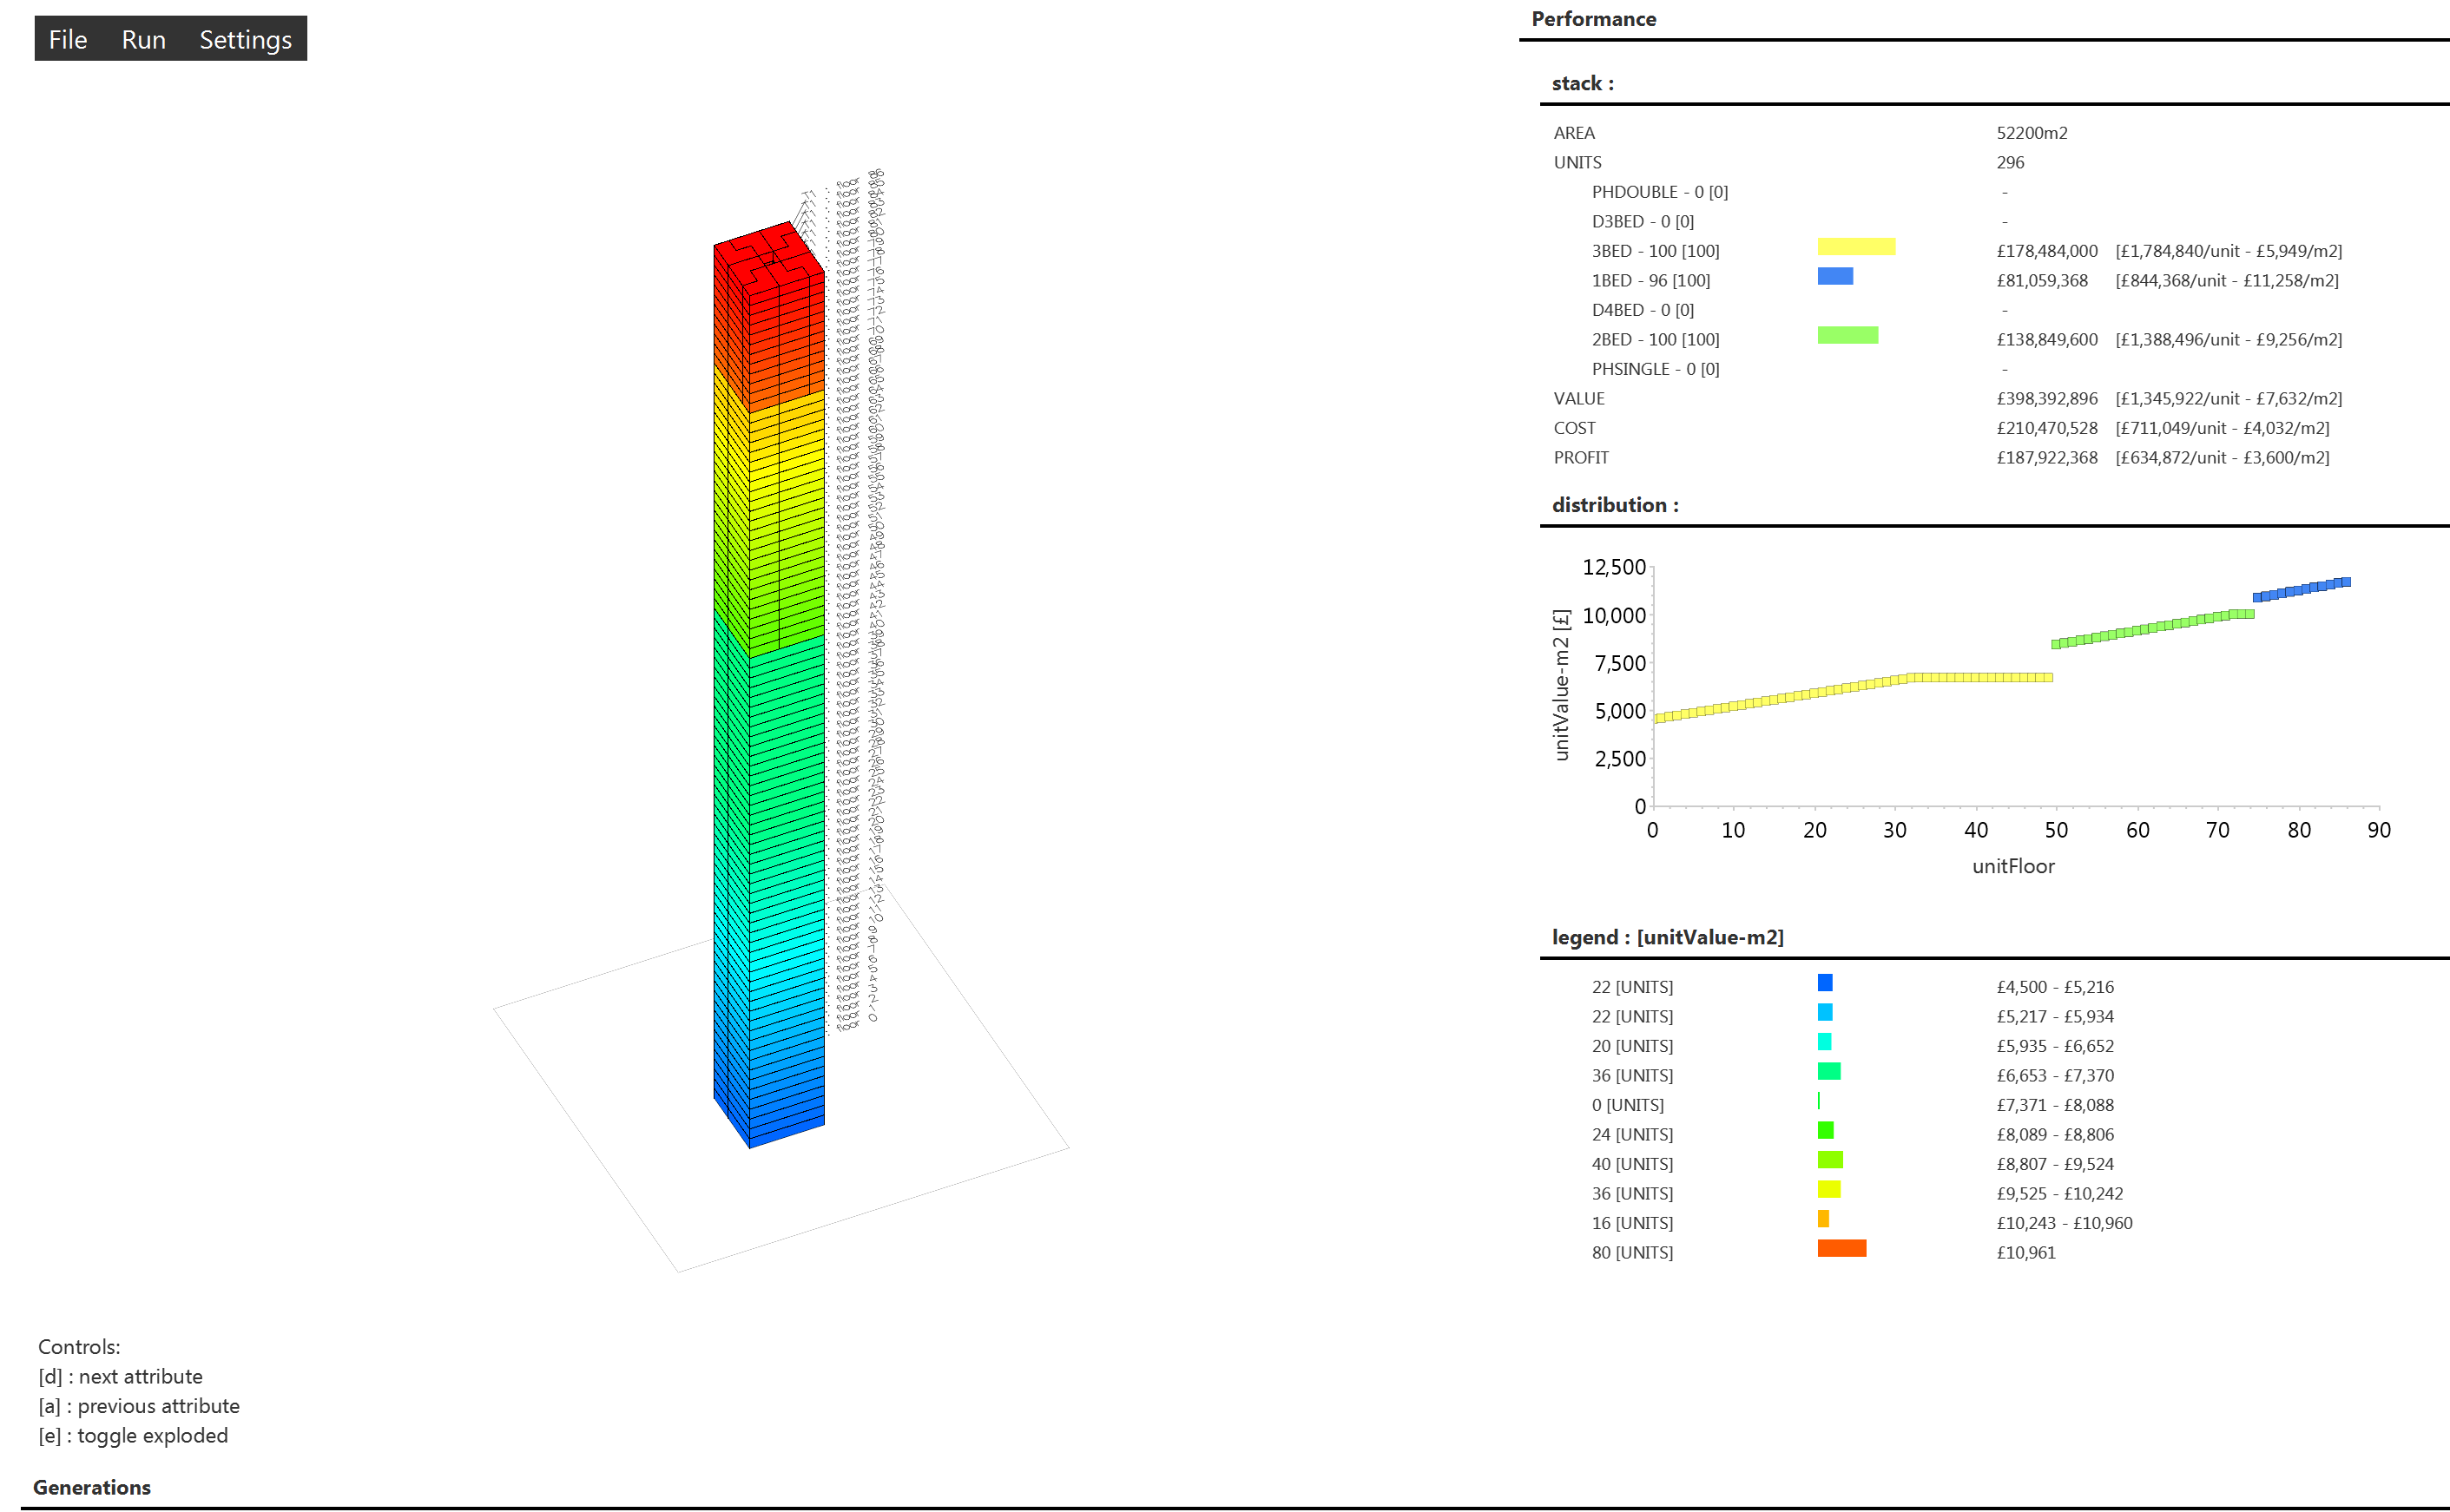 File Run Settings
Performance
stack :
AREA 52200m2
UNITS 296
PHDOUBLE - 0 [0] -
D3BED - 0 [0] -
3BED - 100 [100] £178,484,000 [£1,784,840/unit - £5,949/m2]
1BED - 96 [100] £81,059,368 [£844,368/unit - £11,258/m2]
D4BED - 0 [0] -
2BED - 100 [100] £138,849,600 [£1,388,496/unit - £9,256/m2]
PHSINGLE - 0 [0] -
VALUE £398,392,896 [£1,345,922/unit - £7,632/m2]
COST £210,470,528 [£711,049/unit - £4,032/m2]
PROFIT £187,922,368 [£634,872/unit - £3,600/m2]
distribution :
unitValue-m2 [£]
12,500
10,000
7,500
5,000
2,500
0
0 10 20 30 40 50 60 70 80 90
unitFloor
legend : [unitValue-m2]
22 [UNITS] £4,500 - £5,216
22 [UNITS] £5,217 - £5,934
20 [UNITS] £5,935 - £6,652
36 [UNITS] £6,653 - £7,370
0 [UNITS] £7,371 - £8,088
24 [UNITS] £8,089 - £8,806
40 [UNITS] £8,807 - £9,524
36 [UNITS] £9,525 - £10,242
16 [UNITS] £10,243 - £10,960
80 [UNITS] £10,961
Controls:
[d] : next attribute
[a] : previous attribute
[e] : toggle exploded
Generations